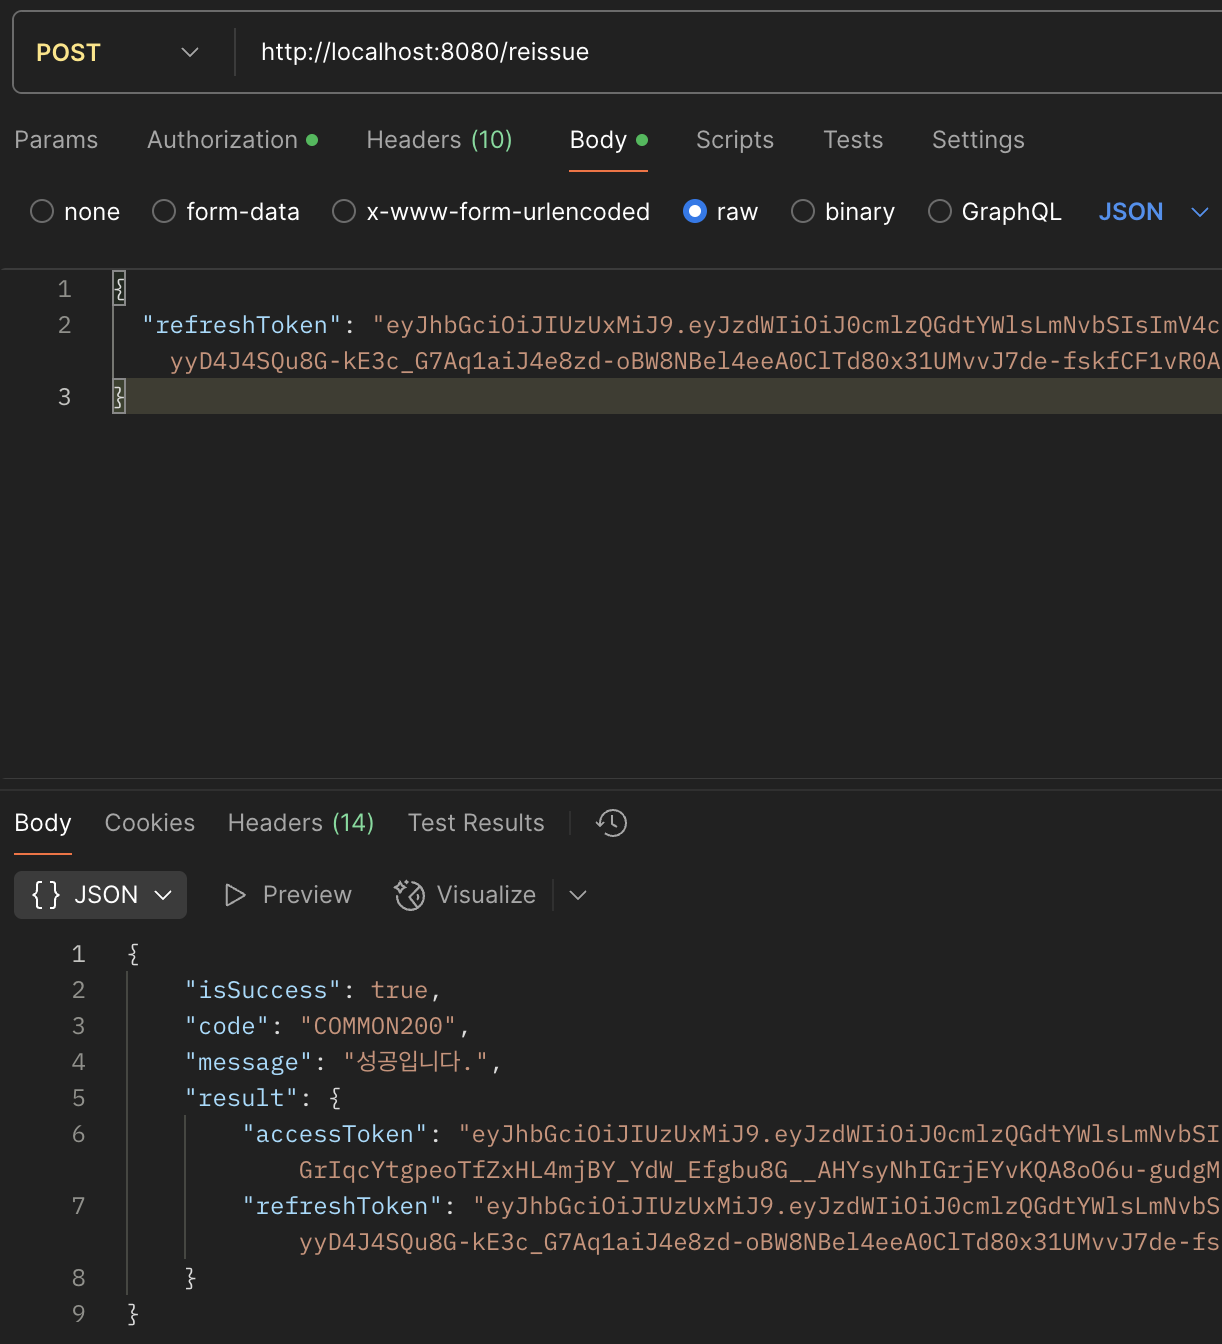 POST http://localhost:8080/reissue
Params Authorization Headers (10) Body Scripts Tests Settings
none form-data x-www-form-urlencoded raw binary GraphQL JSON
1 {
2 "refreshToken": "eyJhbGciOiJIUzUxMiJ9.eyJzdWIiOiJ0cmlzQGdtYWlsLmNvbSIsImV4c
yyD4J4SQu8G-kE3c_G7Aq1aiJ4e8zd-oBW8NBel4eeA0ClTd80x31UMvvJ7de-fskfCF1vR0A
3 }
Body Cookies Headers (14) Test Results
{} JSON Preview Visualize
1 {
2 "isSuccess": true,
3 "code": "COMMON200",
4 "message": "성공입니다.",
5 "result": {
6 "accessToken": "eyJhbGciOiJIUzUxMiJ9.eyJzdWIiOiJ0cmlzQGdtYWlsLmNvbSI
GrIqcYtgpeoTfZxHL4mjBY_YdW_Efgbu8G__AHYsyNhIGrjEYvKQA8oO6u-gudgM
7 "refreshToken": "eyJhbGciOiJIUzUxMiJ9.eyJzdWIiOiJ0cmlzQGdtYWlsLmNvbS
yyD4J4SQu8G-kE3c_G7Aq1aiJ4e8zd-oBW8NBel4eeA0ClTd80x31UMvvJ7de-fs
8 }
9 }